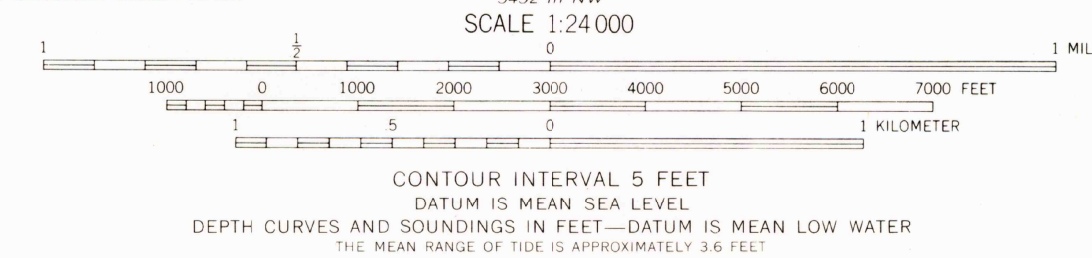 SCALE 1:24 000
1 1/2 0 1 MIL
1000 0 1000 2000 3000 4000 5000 6000 7000 FEET
1 .5 0 1 KILOMETER
CONTOUR INTERVAL 5 FEET
DATUM IS MEAN SEA LEVEL
DEPTH CURVES AND SOUNDINGS IN FEET—DATUM IS MEAN LOW WATER
THE MEAN RANGE OF TIDE IS APPROXIMATELY 3.6 FEET